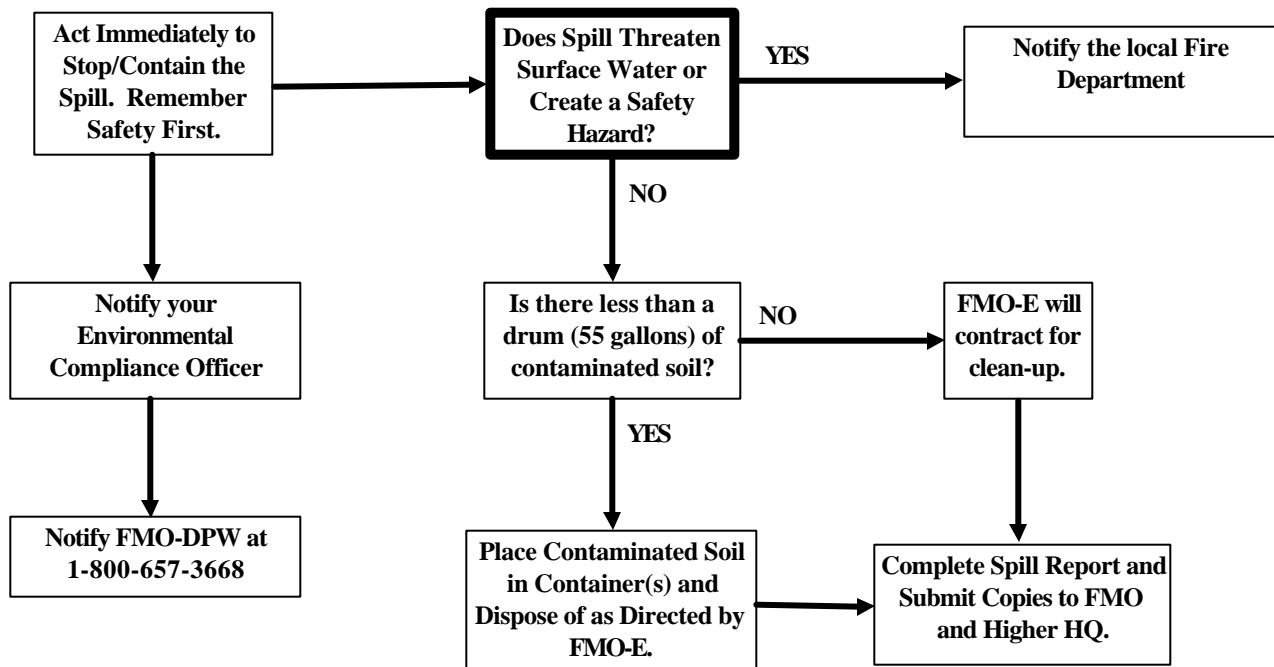 Act Immediately to
Stop/Contain the
Spill. Remember
Safety First.
Does Spill Threaten
Surface Water or
Create a Safety
Hazard?
YES
Notify the local Fire
Department
NO
Notify your
Environmental
Compliance Officer
Is there less than a
drum (55 gallons) of
contaminated soil?
NO
FMO-E will
contract for
clean-up.
YES
Notify FMO-DPW at
1-800-657-3668
Place Contaminated Soil
in Container(s) and
Dispose of as Directed by
FMO-E.
Complete Spill Report and
Submit Copies to FMO
and Higher HQ.